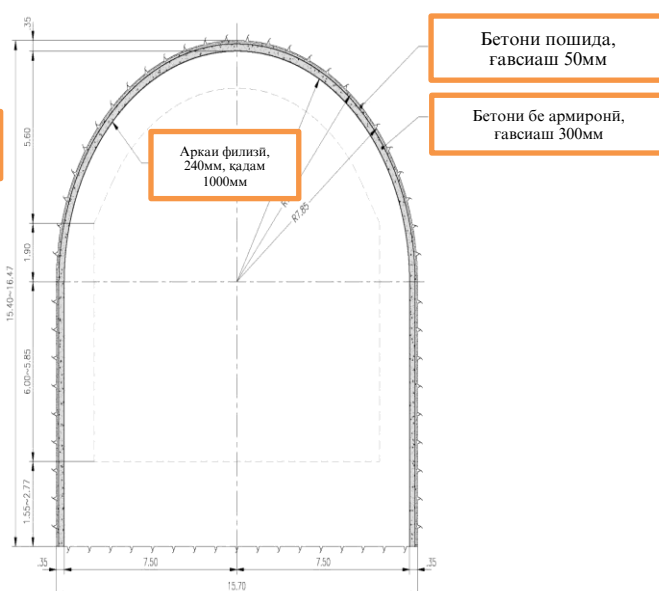 .35
Бетони пошида,
ғавсиаш 50мм
Бетони бе армиронӣ,
ғавсиаш 300мм
5.60
Аркаи филизӣ,
240мм, қадам
1000мм
R7.85
1.90
15.40~16.47
6.00~5.85
1.55~2.77
.35
7.50
7.50
.35
15.70